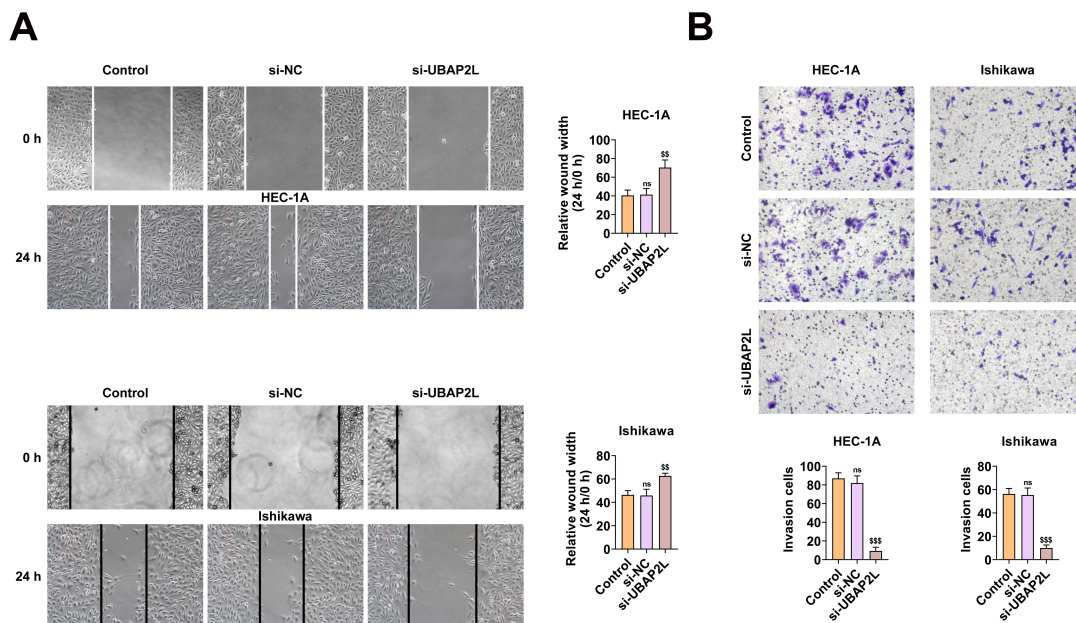 A
B
Control
si-NC
si-UBAP2L
0 h
HEC-1A
24 h
HEC-1A
Relative wound width
(24 h/0 h)
100
80
60
40
20
0
ns
$$
Control
si-NC
si-UBAP2L
Control
si-NC
si-UBAP2L
0 h
Ishikawa
24 h
Ishikawa
Relative wound width
(24 h/0 h)
80
60
40
20
0
ns
$$
Control
si-NC
si-UBAP2L
HEC-1A
Ishikawa
Control
si-NC
si-UBAP2L
HEC-1A
Invasion cells
100
80
60
40
20
0
ns
$$$
Control
si-NC
si-UBAP2L
Ishikawa
Invasion cells
80
60
40
20
0
ns
$$$
Control
si-NC
si-UBAP2L